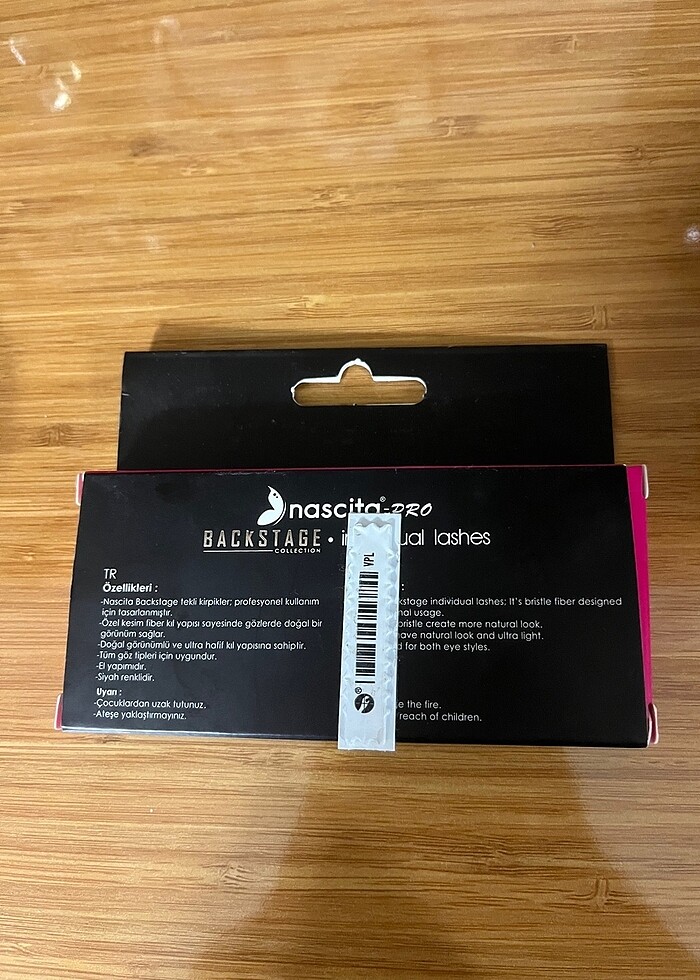 nascita®-PRO
BACKSTAGE • in ual lashes
COLLECTION
TR
Özellikleri :
-Nascita Backstage tekli kirpikler; profesyonel kullanım
için tasarlanmıştır.
-Özel kesim fiber kıl yapısı sayesinde gözlerde doğal bir
görünüm sağlar.
-Doğal görünümlü ve ultra hafif kıl yapısına sahiptir.
-Tüm göz tipleri için uygundur.
-El yapımıdır.
-Siyah renklidir.
Uyarı :
-Çocuklardan uzak tutunuz.
-Ateşe yaklaştırmayınız.
VPL
:
kstage individual lashes; It's bristle fiber designed
nal usage.
bristle create more natural look.
have natural look and ultra light.
d for both eye styles.
e the fire.
reach of children.